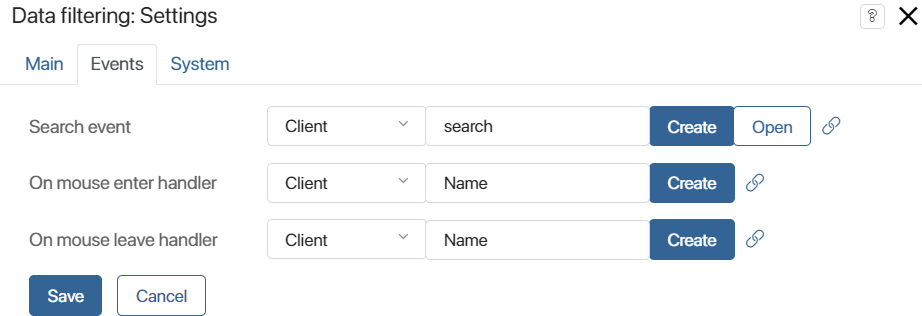 Data filtering: Settings ?
Main Events System
Search event Client search Create Open
On mouse enter handler Client Name Create
On mouse leave handler Client Name Create
Save Cancel